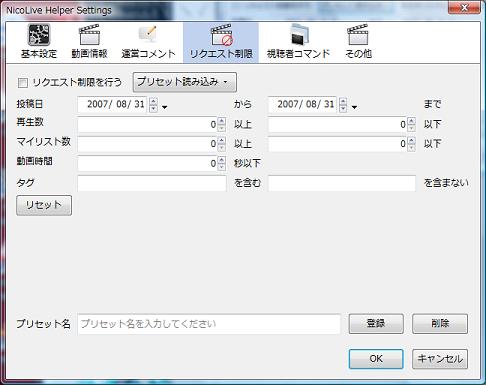 NicoLive Helper Settings
基本設定 動画情報 運営コメント リクエスト制限 視聴者コマンド その他
リクエスト制限を行う プリセット読み込み
投稿日 2007/ 08/ 31 から 2007/ 08/ 31 まで
再生数 0 以上 0 以下
マイリスト数 0 以上 0 以下
動画時間 0 秒以下
タグ を含む を含まない
リセット
プリセット名 プリセット名を入力してください 登録 削除
OK キャンセル